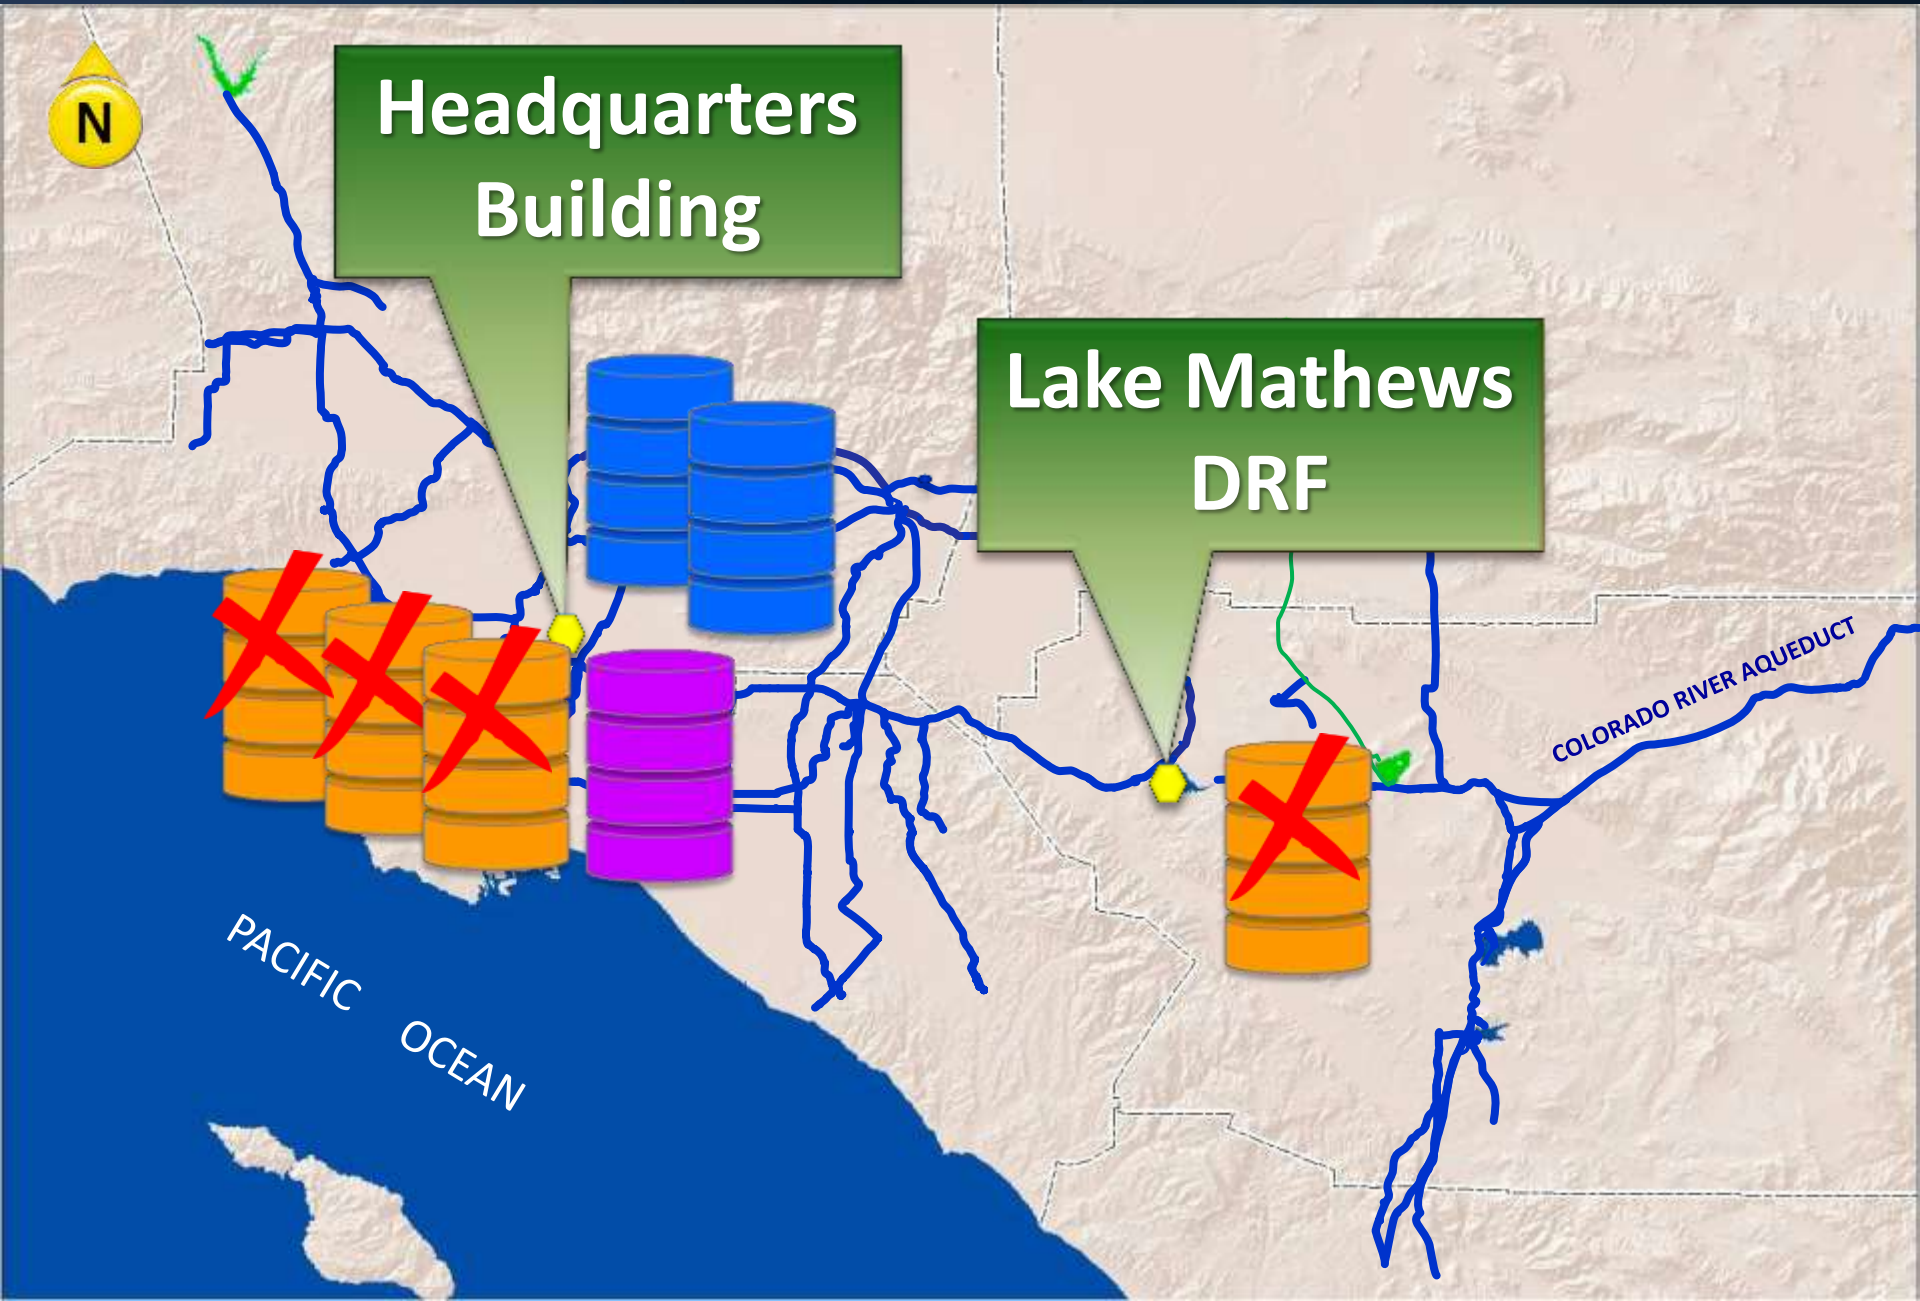 N
Headquarters
Building
Lake Mathews
DRF
COLORADO RIVER AQUEDUCT
PACIFIC
OCEAN